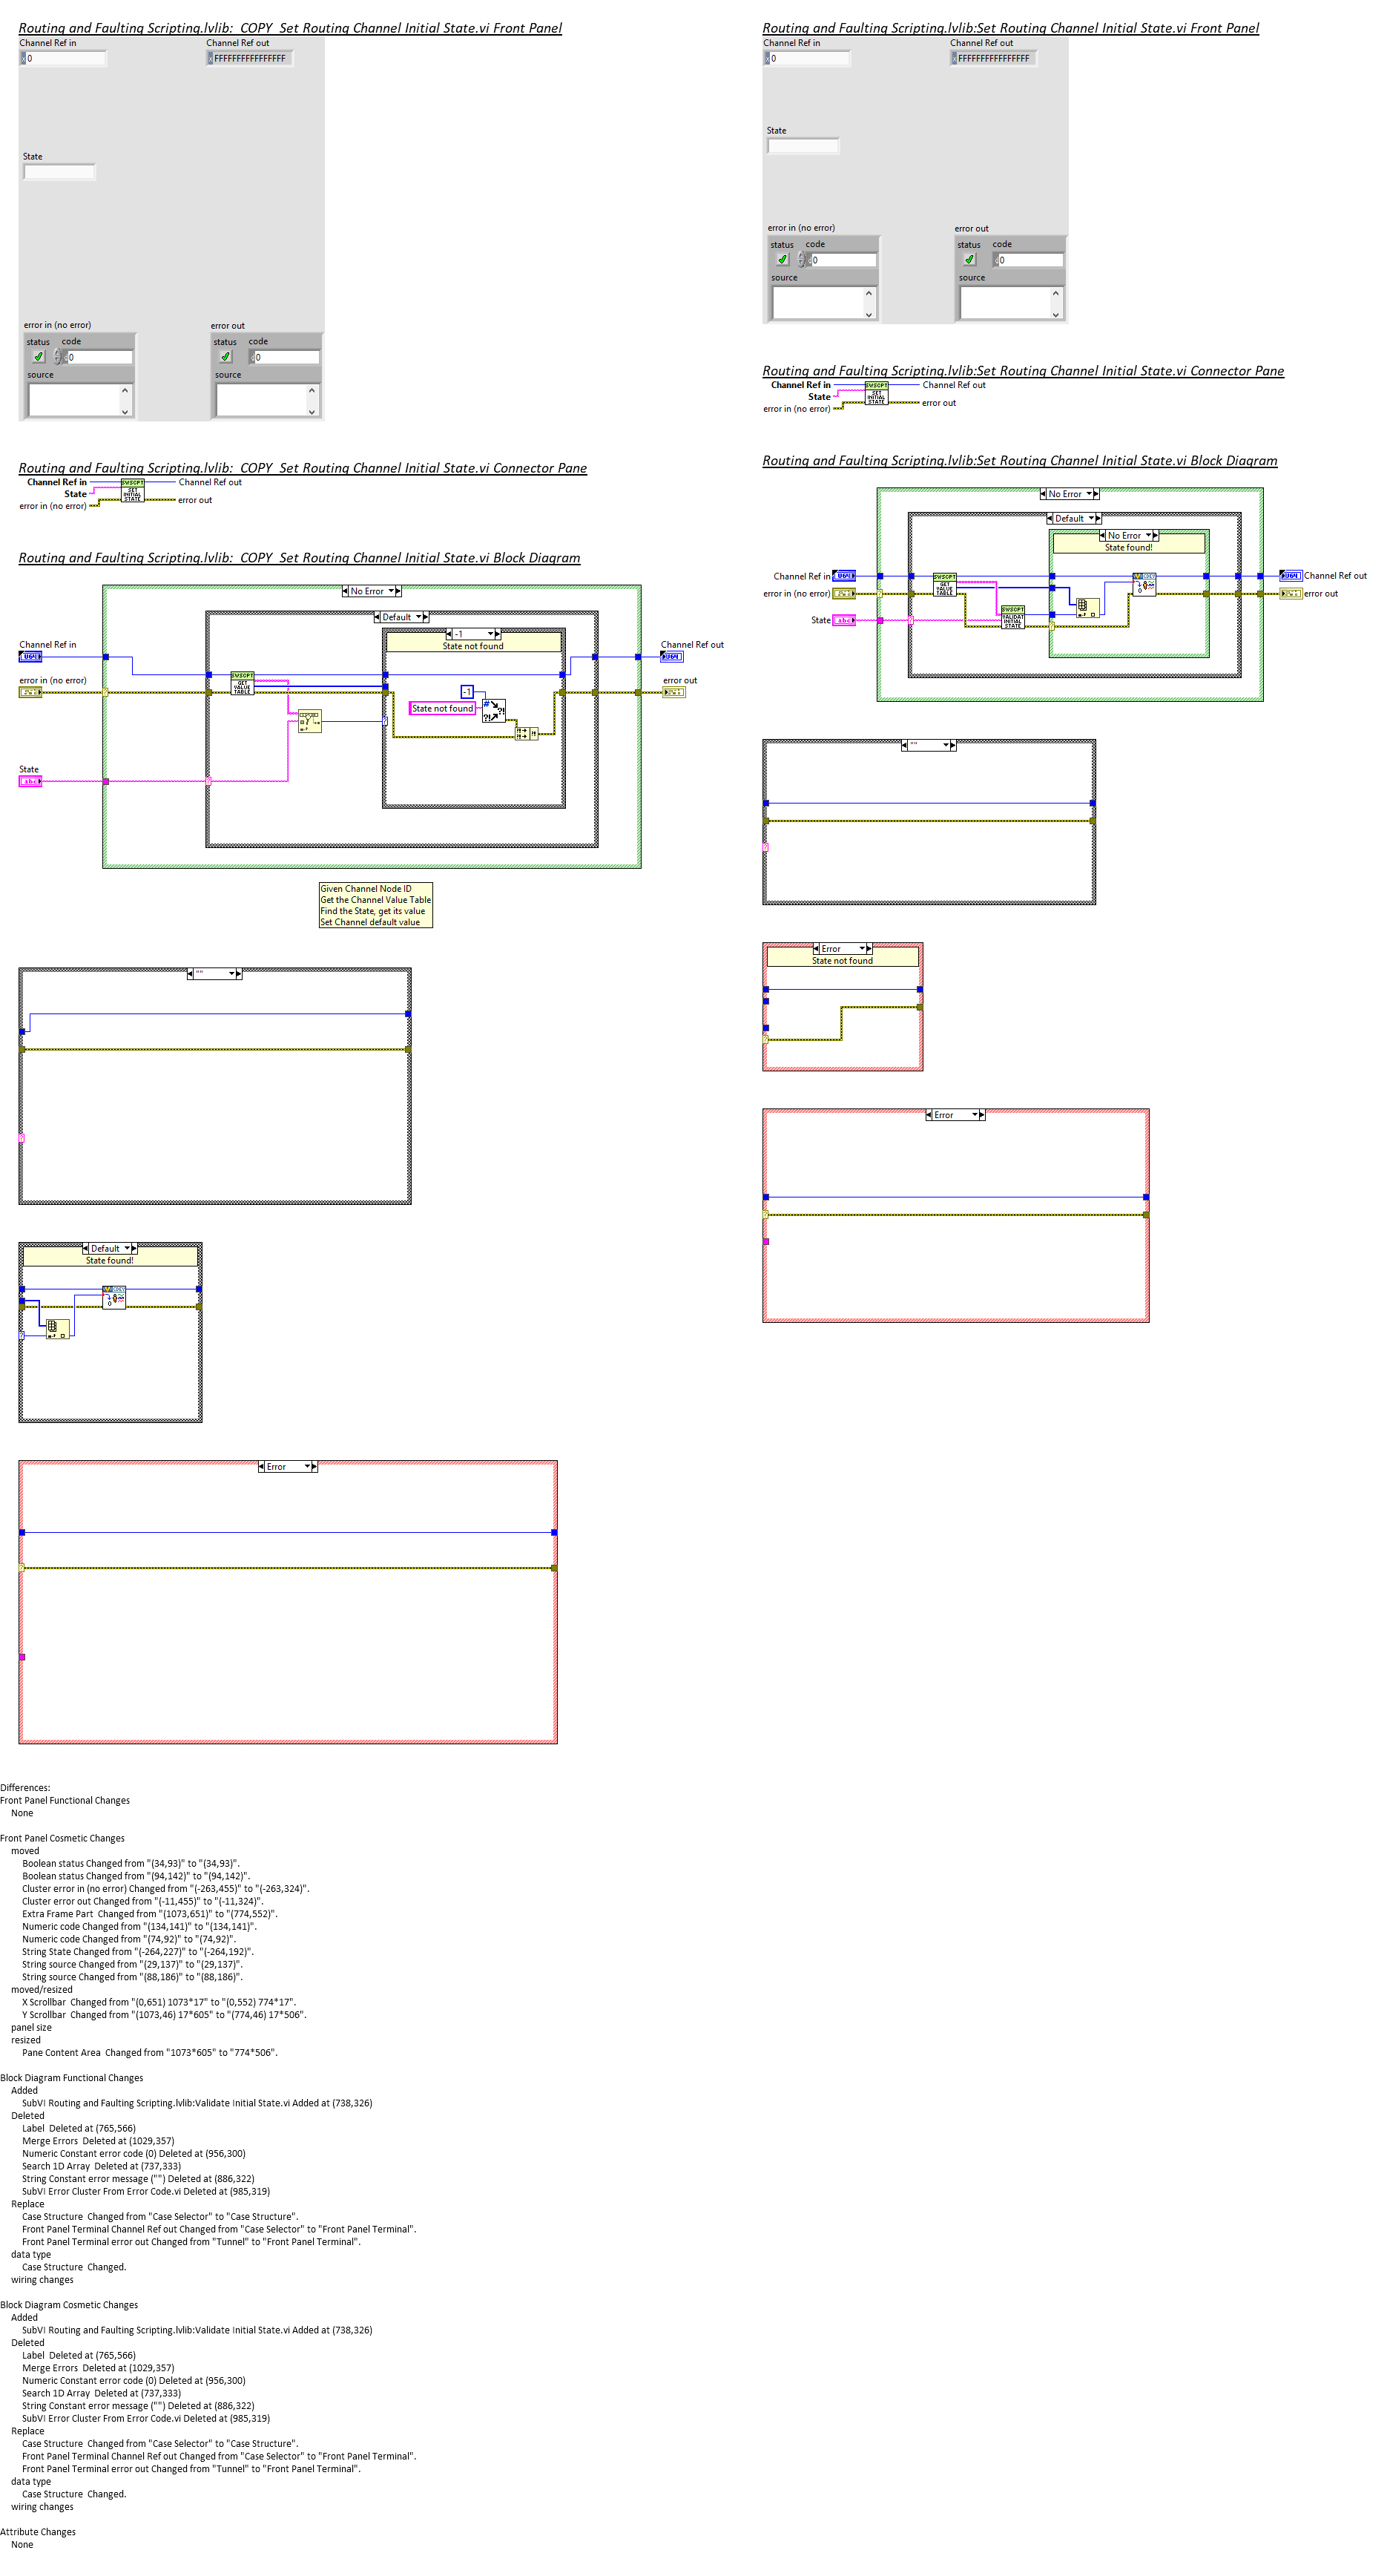 Routing and Faulting Scripting.lvlib:  COPY  Set Routing Channel Initial State.vi Front Panel
Channel Ref in
Channel Ref out
x 0
x FFFFFFFFFFFFFFFF
State
error in (no error)
error out
status
code
status
code
d 0
d 0
source
source
Routing and Faulting Scripting.lvlib:  COPY  Set Routing Channel Initial State.vi Connector Pane
Channel Ref in
SWSCPT
Channel Ref out
State
SET INITIAL STATE
error in (no error)
error out
Routing and Faulting Scripting.lvlib:  COPY  Set Routing Channel Initial State.vi Block Diagram
No Error
Default
-1
State not found
Channel Ref in
Channel Ref out
U64
U64
SWSCPT
GET VALUE TABLE
error in (no error)
error out
-1
State not found
State
abc
Given Channel Node ID
Get the Channel Value Table
Find the State, get its value
Set Channel default value
""
Default
State found!
Error
Routing and Faulting Scripting.lvlib:Set Routing Channel Initial State.vi Front Panel
Channel Ref in
Channel Ref out
x 0
x FFFFFFFFFFFFFFFF
State
error in (no error)
error out
status
code
status
code
d 0
d 0
source
source
Routing and Faulting Scripting.lvlib:Set Routing Channel Initial State.vi Connector Pane
Channel Ref in
SWSCPT
Channel Ref out
State
SET INITIAL STATE
error in (no error)
error out
Routing and Faulting Scripting.lvlib:Set Routing Channel Initial State.vi Block Diagram
No Error
Default
No Error
State found!
Channel Ref in
U64
SWSCPT
U64
Channel Ref out
error in (no error)
GET VALUE TABLE
error out
State
abc
SWSCPT
VALIDAT INITIAL STATE
""
Error
State not found
Error
Differences:
Front Panel Functional Changes
None
Front Panel Cosmetic Changes
moved
Boolean status Changed from "(34,93)" to "(34,93)".
Boolean status Changed from "(94,142)" to "(94,142)".
Cluster error in (no error) Changed from "(-263,455)" to "(-263,324)".
Cluster error out Changed from "(-11,455)" to "(-11,324)".
Extra Frame Part  Changed from "(1073,651)" to "(774,552)".
Numeric code Changed from "(134,141)" to "(134,141)".
Numeric code Changed from "(74,92)" to "(74,92)".
String State Changed from "(-264,227)" to "(-264,192)".
String source Changed from "(29,137)" to "(29,137)".
String source Changed from "(88,186)" to "(88,186)".
moved/resized
X Scrollbar  Changed from "(0,651) 1073*17" to "(0,552) 774*17".
Y Scrollbar  Changed from "(1073,46) 17*605" to "(774,46) 17*506".
panel size
resized
Pane Content Area  Changed from "1073*605" to "774*506".
Block Diagram Functional Changes
Added
SubVI Routing and Faulting Scripting.lvlib:Validate Initial State.vi Added at (738,326)
Deleted
Label  Deleted at (765,566)
Merge Errors  Deleted at (1029,357)
Numeric Constant error code (0) Deleted at (956,300)
Search 1D Array  Deleted at (737,333)
String Constant error message ("") Deleted at (886,322)
SubVI Error Cluster From Error Code.vi Deleted at (985,319)
Replace
Case Structure  Changed from "Case Selector" to "Case Structure".
Front Panel Terminal Channel Ref out Changed from "Case Selector" to "Front Panel Terminal".
Front Panel Terminal error out Changed from "Tunnel" to "Front Panel Terminal".
data type
Case Structure  Changed.
wiring changes
Block Diagram Cosmetic Changes
Added
SubVI Routing and Faulting Scripting.lvlib:Validate Initial State.vi Added at (738,326)
Deleted
Label  Deleted at (765,566)
Merge Errors  Deleted at (1029,357)
Numeric Constant error code (0) Deleted at (956,300)
Search 1D Array  Deleted at (737,333)
String Constant error message ("") Deleted at (886,322)
SubVI Error Cluster From Error Code.vi Deleted at (985,319)
Replace
Case Structure  Changed from "Case Selector" to "Case Structure".
Front Panel Terminal Channel Ref out Changed from "Case Selector" to "Front Panel Terminal".
Front Panel Terminal error out Changed from "Tunnel" to "Front Panel Terminal".
data type
Case Structure  Changed.
wiring changes
Attribute Changes
None